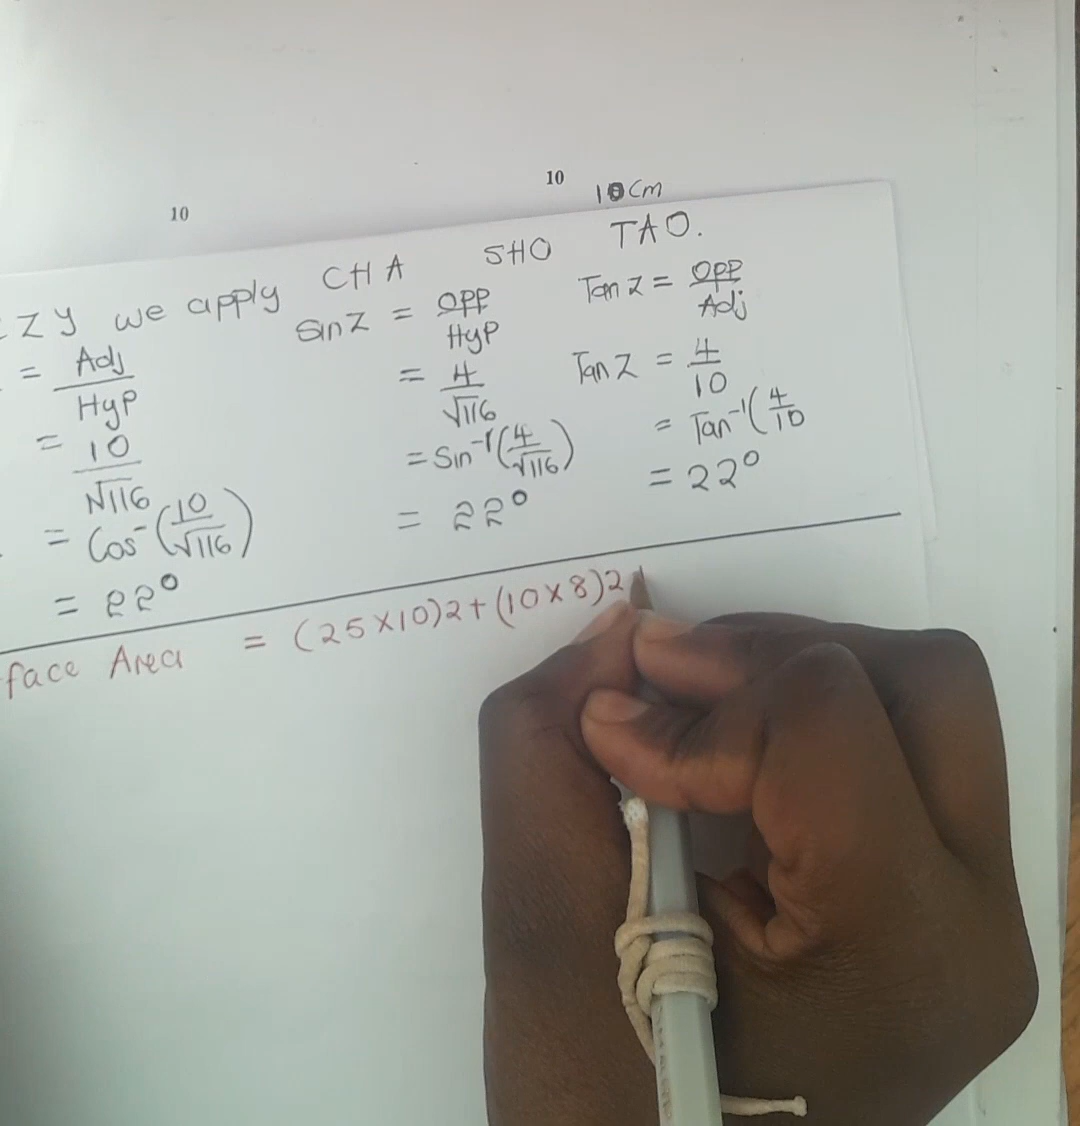 10 10 10cm
ZY we apply CHA SHO TAO.
= Adj/Hyp sinZ = OPP/Hyp Tan Z = OPP/Adj
= 10/√116 = 4/√116 Tan Z = 4/10
= Cos⁻(10/√116) = Sin⁻¹(4/√116) = Tan⁻¹(4/10
= 22° = 22° = 22°
face Area = (25×10)2+(10×8)2